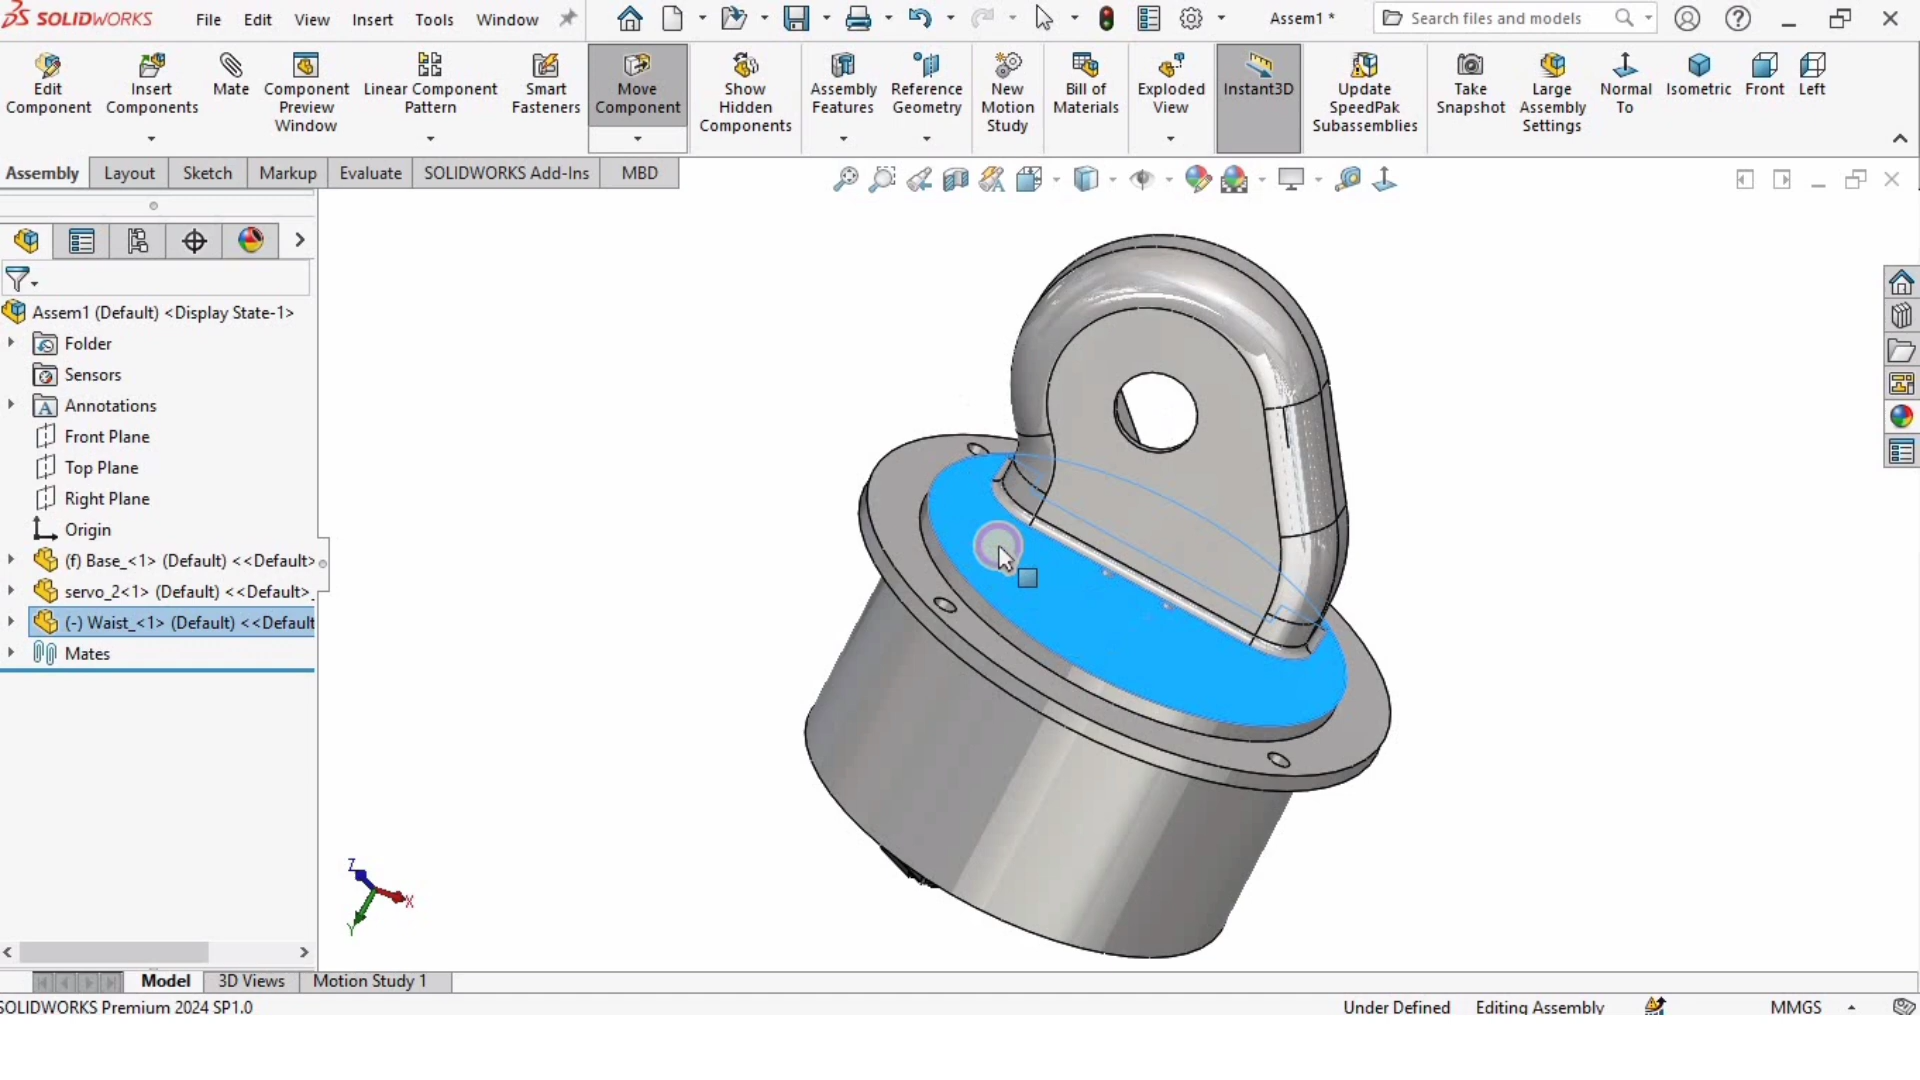 SOLIDWORKS File Edit View Insert Tools Window Assem1 * Search files and models
Edit Component
Insert Components
Mate
Component Preview Window
Linear Component Pattern
Smart Fasteners
Move Component
Show Hidden Components
Assembly Features
Reference Geometry
New Motion Study
Bill of Materials
Exploded View
Instant3D
Update SpeedPak Subassemblies
Take Snapshot
Large Assembly Settings
Normal To
Isometric
Front
Left
Assembly Layout Sketch Markup Evaluate SOLIDWORKS Add-Ins MBD
Assem1 (Default) <Display State-1>
Folder
Sensors
A Annotations
Front Plane
Top Plane
Right Plane
Origin
(f) Base_<1> (Default) <<Default>
servo_2<1> (Default) <<Default>
(-) Waist_<1> (Default) <<Default
Mates
Z
X
Y
Model 3D Views Motion Study 1
SOLIDWORKS Premium 2024 SP1.0 Under Defined Editing Assembly MMGS